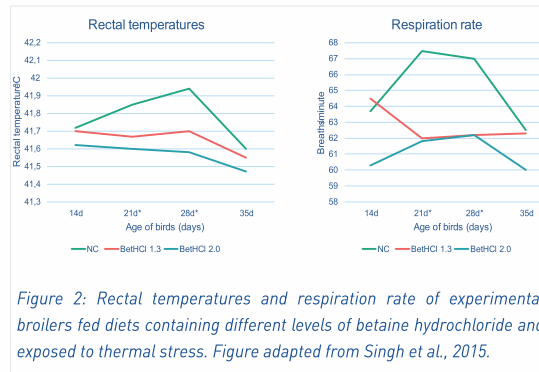 Rectal temperatures
42,2
42,1
42
41,9
41,8
41,7
41,6
41,5
41,4
41,3
Rectal temperature°C
14d 21d* 28d* 35d
Age of birds (days)
NC BetHCl 1.3 BetHCl 2.0
Respiration rate
68
67
66
65
64
63
62
61
60
59
58
Breaths/minute
14d 21d* 28d* 35d
Age of birds (days)
NC BetHCl 1.3 BetHCl 2.0
Figure 2: Rectal temperatures and respiration rate of experimenta
broilers fed diets containing different levels of betaine hydrochloride and
exposed to thermal stress. Figure adapted from Singh et al., 2015.